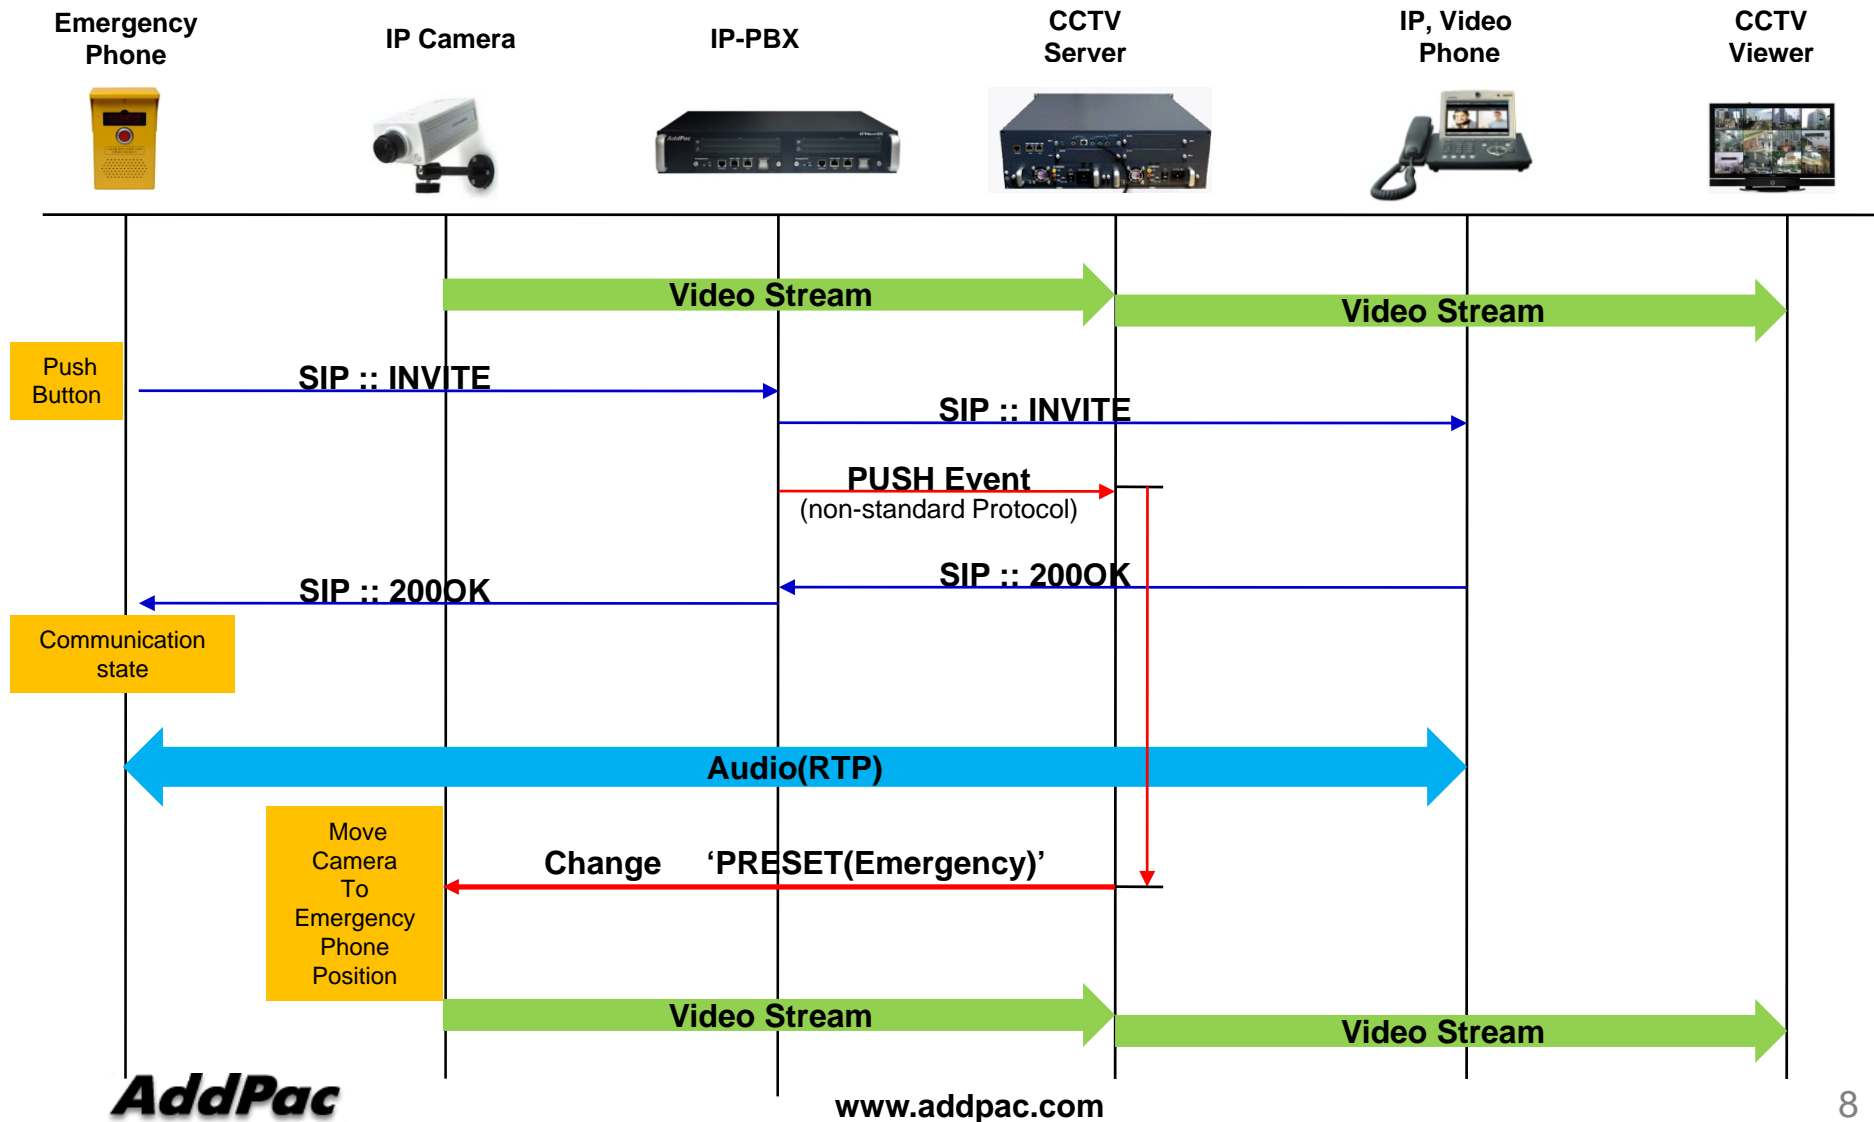 Emergency
Phone
IP Camera
IP-PBX
CCTV
Server
IP, Video
Phone
CCTV
Viewer
AddPac
Video Stream
Video Stream
Push
Button
SIP :: INVITE
SIP :: INVITE
PUSH Event
(non-standard Protocol)
SIP :: 200OK
SIP :: 200OK
Communication
state
Audio(RTP)
Move
Camera
To
Emergency
Phone
Position
Change ‘PRESET(Emergency)’
Video Stream
Video Stream
AddPac
www.addpac.com
8